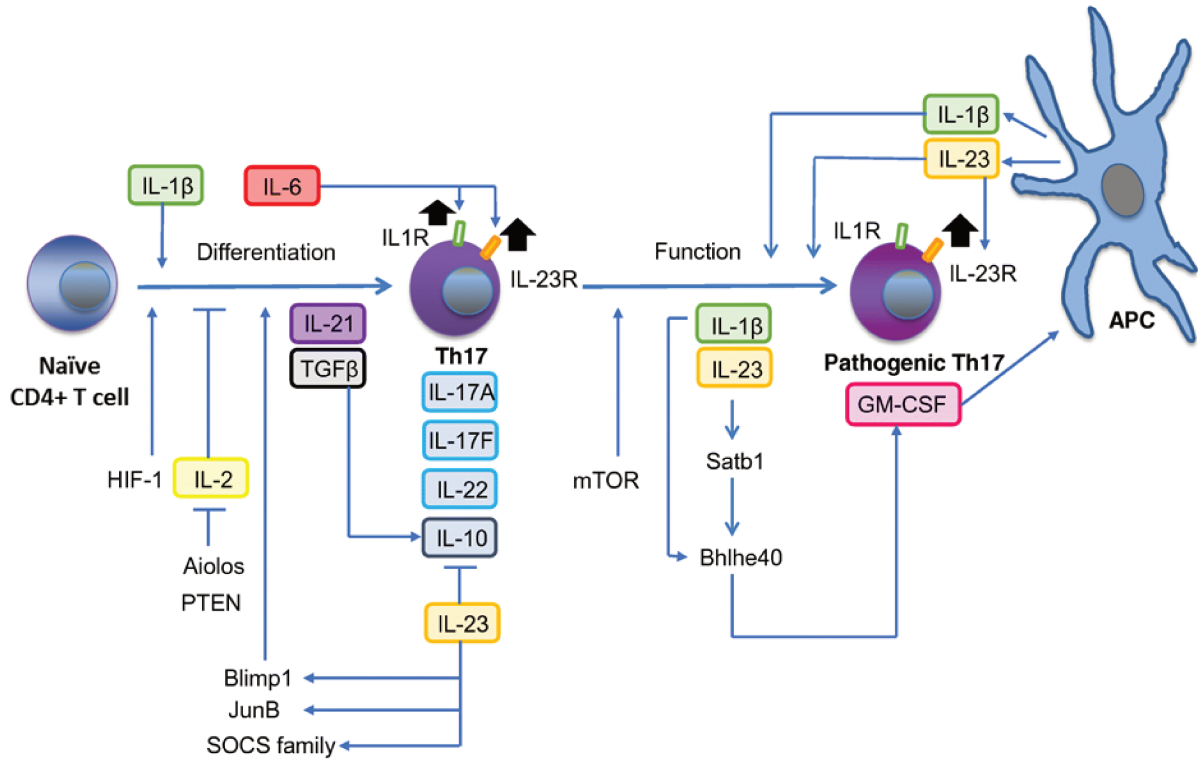 IL-1β
IL-23
IL-1β
IL-6
IL1R
IL1R
Differentiation
Function
IL-23R
IL-23R
IL-21
IL-1β
APC
Naïve
CD4+ T cell
TGFβ
Th17
IL-23
Pathogenic Th17
IL-17A
GM-CSF
IL-17F
Satb1
HIF-1
IL-2
IL-22
mTOR
IL-10
Bhlhe40
Aiolos
PTEN
IL-23
Blimp1
JunB
SOCS family